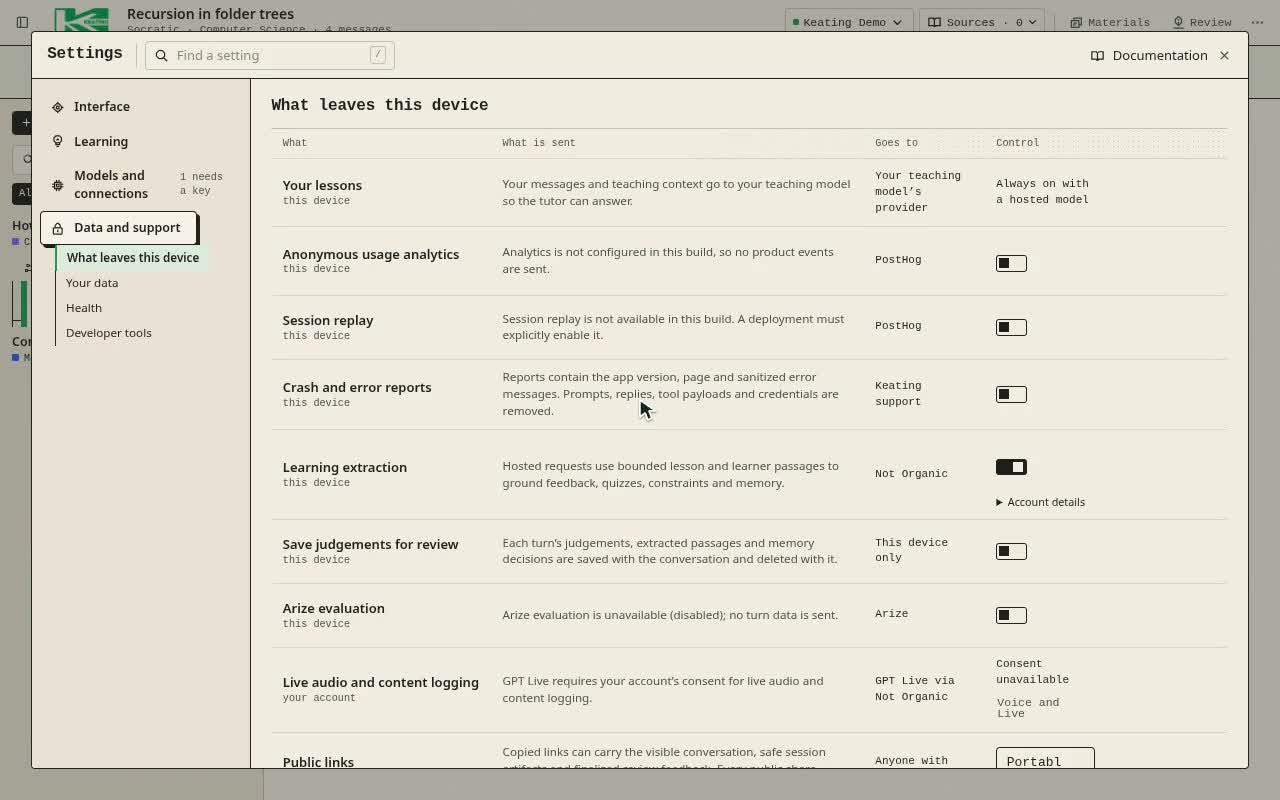 Recursion in folder trees
Socratic · Computer Science · 4 messages
Keating Demo
Sources · 0
Materials
Review
Settings
Find a setting
/
Documentation
Interface
Learning
Models and connections
1 needs a key
Data and support
What leaves this device
Your data
Health
Developer tools
What leaves this device
What
What is sent
Goes to
Control
Your lessons
this device
Your messages and teaching context go to your teaching model
so the tutor can answer.
Your teaching
model's
provider
Always on with
a hosted model
Anonymous usage analytics
this device
Analytics is not configured in this build, so no product events
are sent.
PostHog
Session replay
this device
Session replay is not available in this build. A deployment must
explicitly enable it.
PostHog
Crash and error reports
this device
Reports contain the app version, page and sanitized error
messages. Prompts, replies, tool payloads and credentials are
removed.
Keating
support
Learning extraction
this device
Hosted requests use bounded lesson and learner passages to
ground feedback, quizzes, constraints and memory.
Not Organic
Account details
Save judgements for review
this device
Each turn's judgements, extracted passages and memory
decisions are saved with the conversation and deleted with it.
This device
only
Arize evaluation
this device
Arize evaluation is unavailable (disabled); no turn data is sent.
Arize
Live audio and content logging
your account
GPT Live requires your account's consent for live audio and
content logging.
GPT Live via
Not Organic
Consent
unavailable
Voice and
Live
Public links
Copied links can carry the visible conversation, safe session
Anyone with
Portabl